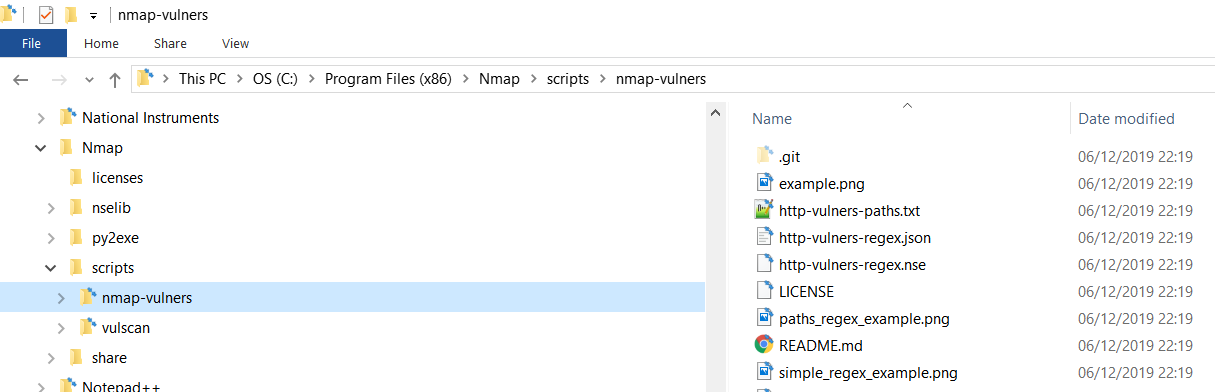 nmap-vulners
File Home Share View
This PC OS (C:) Program Files (x86) Nmap scripts nmap-vulners
National Instruments
Nmap
licenses
nselib
py2exe
scripts
nmap-vulners
vulscan
share
Notepad++
Name Date modified
.git 06/12/2019 22:19
example.png 06/12/2019 22:19
http-vulners-paths.txt 06/12/2019 22:19
http-vulners-regex.json 06/12/2019 22:19
http-vulners-regex.nse 06/12/2019 22:19
LICENSE 06/12/2019 22:19
paths_regex_example.png 06/12/2019 22:19
README.md 06/12/2019 22:19
simple_regex_example.png 06/12/2019 22:19